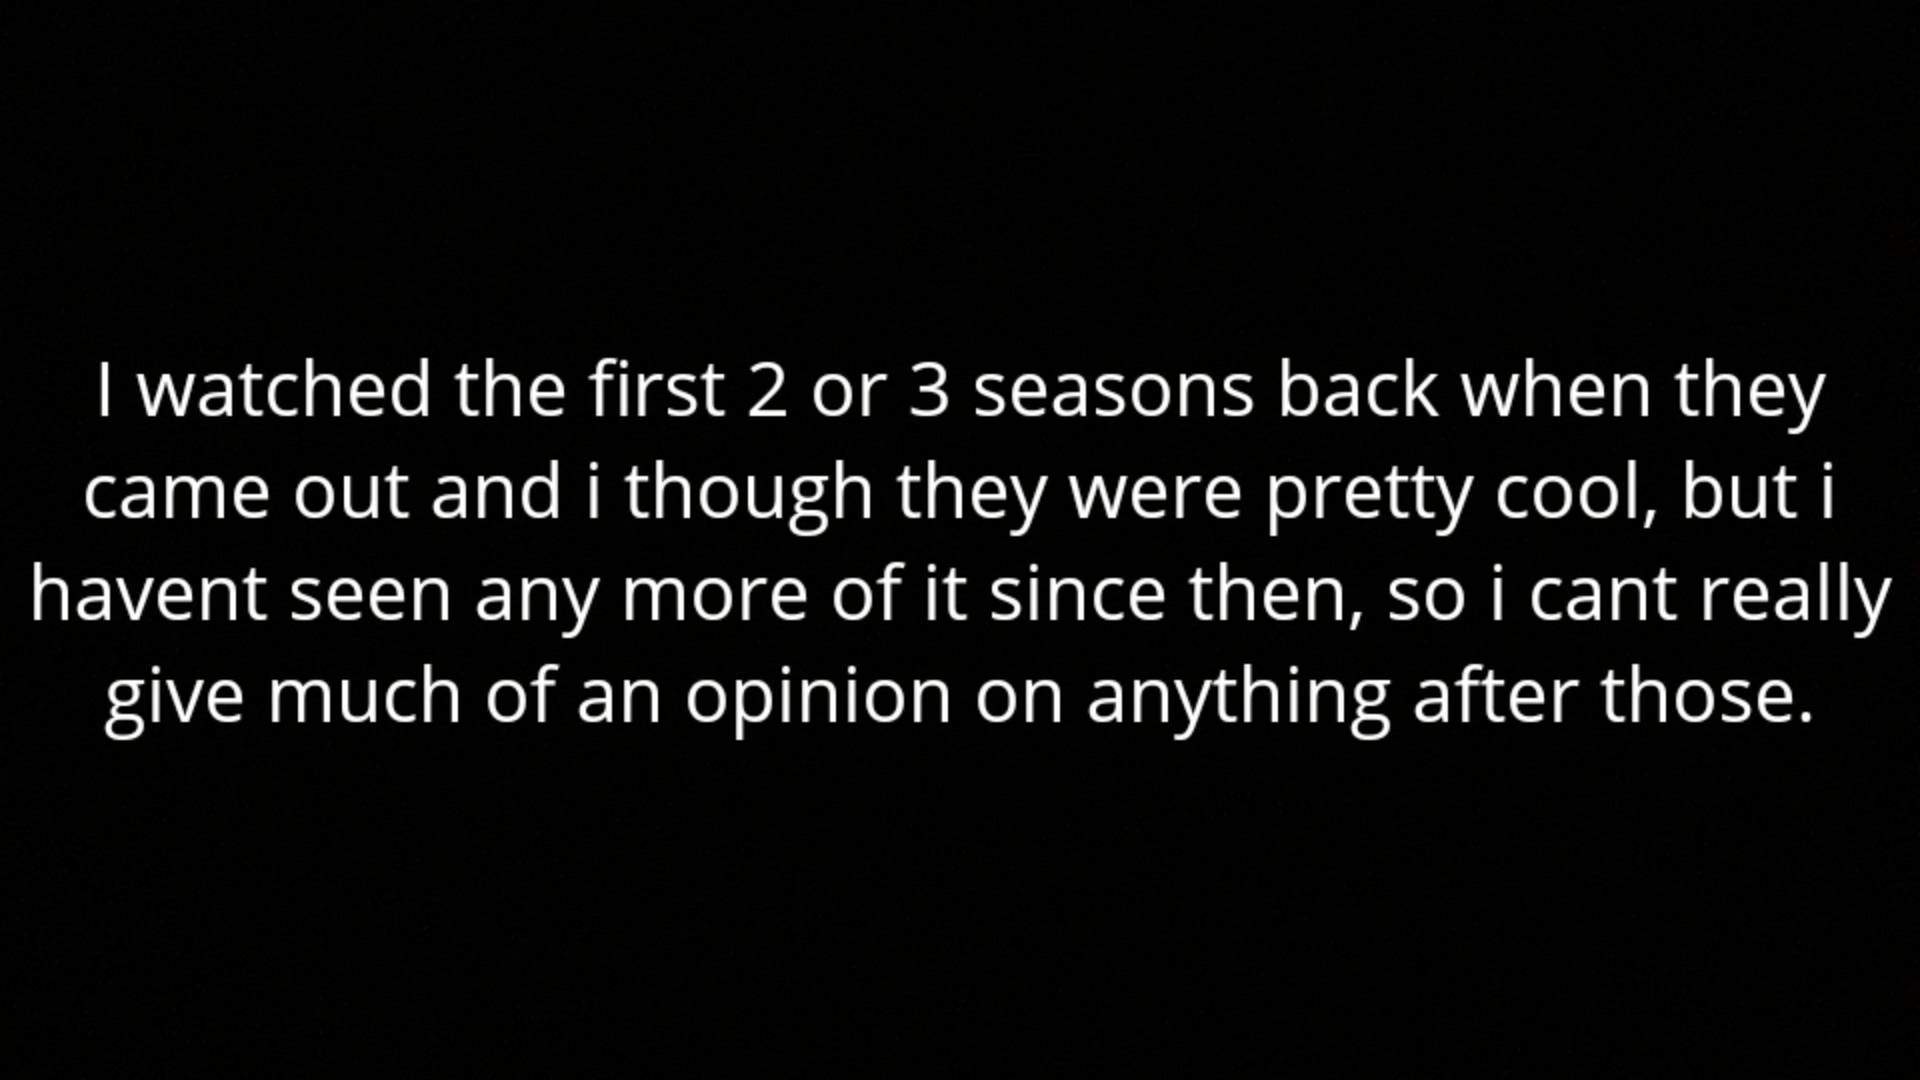 I watched the first 2 or 3 seasons back when they
came out and i though they were pretty cool, but i
havent seen any more of it since then, so i cant really
give much of an opinion on anything after those.